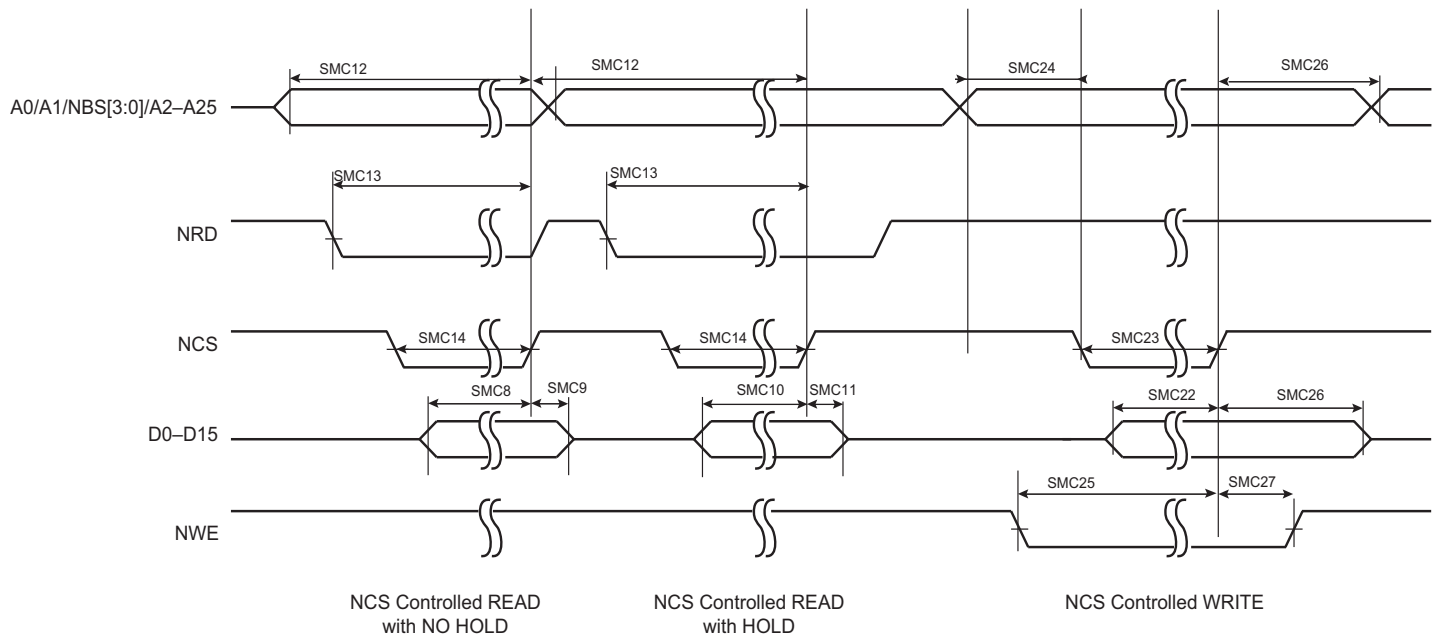 SMC12
SMC12
SMC24
SMC26
A0/A1/NBS[3:0]/A2–A25
SMC13
SMC13
NRD
SMC14
SMC14
SMC23
NCS
SMC8
SMC9
SMC10
SMC11
SMC22
SMC26
D0–D15
SMC25
SMC27
NWE
NCS Controlled READ
with NO HOLD
NCS Controlled READ
with HOLD
NCS Controlled WRITE